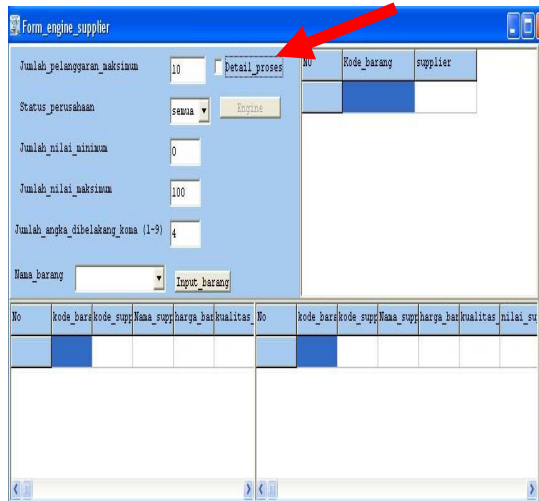 Form_engine_supplier
Jumlah_pelanggaran_maksimum 10 Detail_proses
Status_perusahaan semua Engine
Jumlah_nilai_minimum 0
Jumlah_nilai_maksimum 100
Jumlah_angka_dibelakang_koma (1-9) 4
Nama_barang Input_barang
NO Kode_barang supplier
No kode_bara kode_supp Nama_supp harga_bar kualitas_
No kode_bara kode_supp Nama_supp harga_bar kualitas_ nilai_su